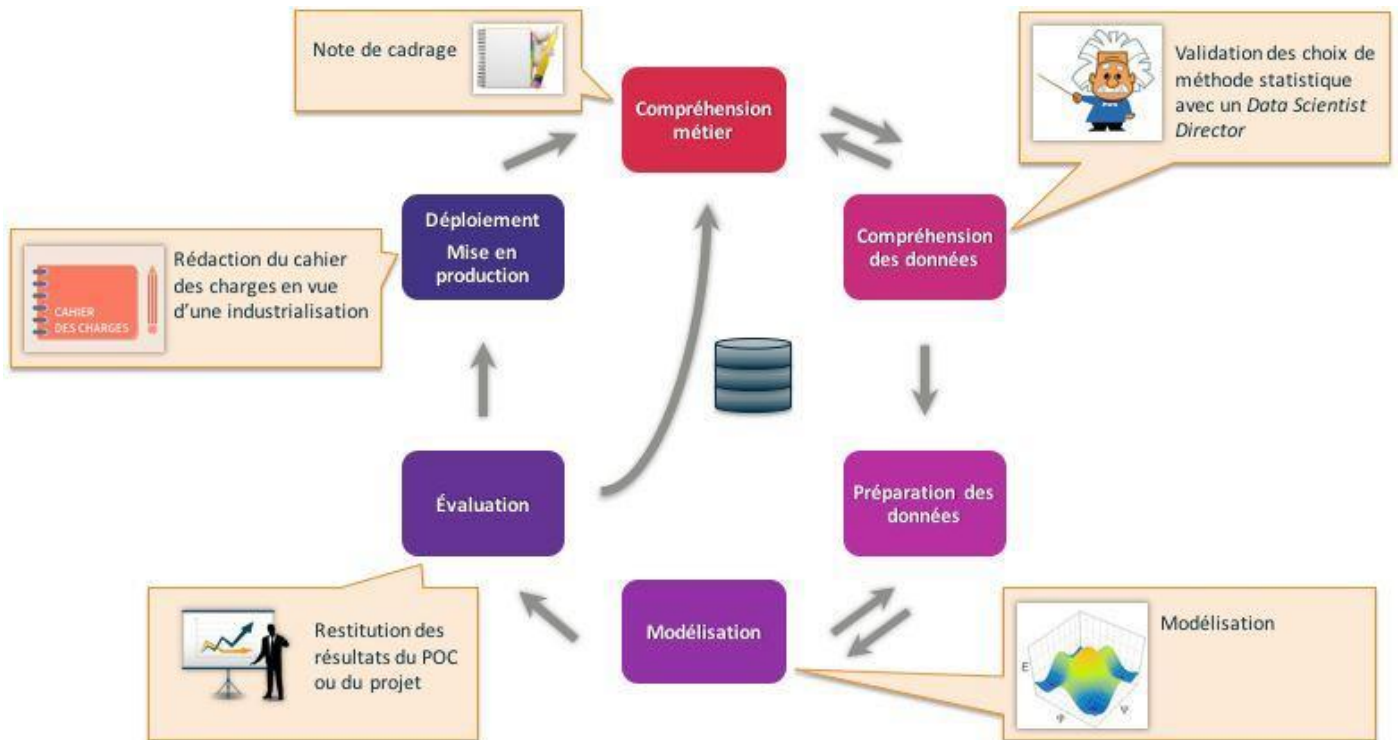 Note de cadrage
Compréhension
métier
Validation des choix de
méthode statistique
avec un Data Scientist
Director
Déploiement
Mise en
production
Compréhension
des données
Rédaction du cahier
des charges en vue
d'une industrialisation
CAHIER
DES CHARGES
Évaluation
Préparation des
données
Modélisation
Restitution des
résultats du POC
ou du projet
Modélisation
E
φ
ψ